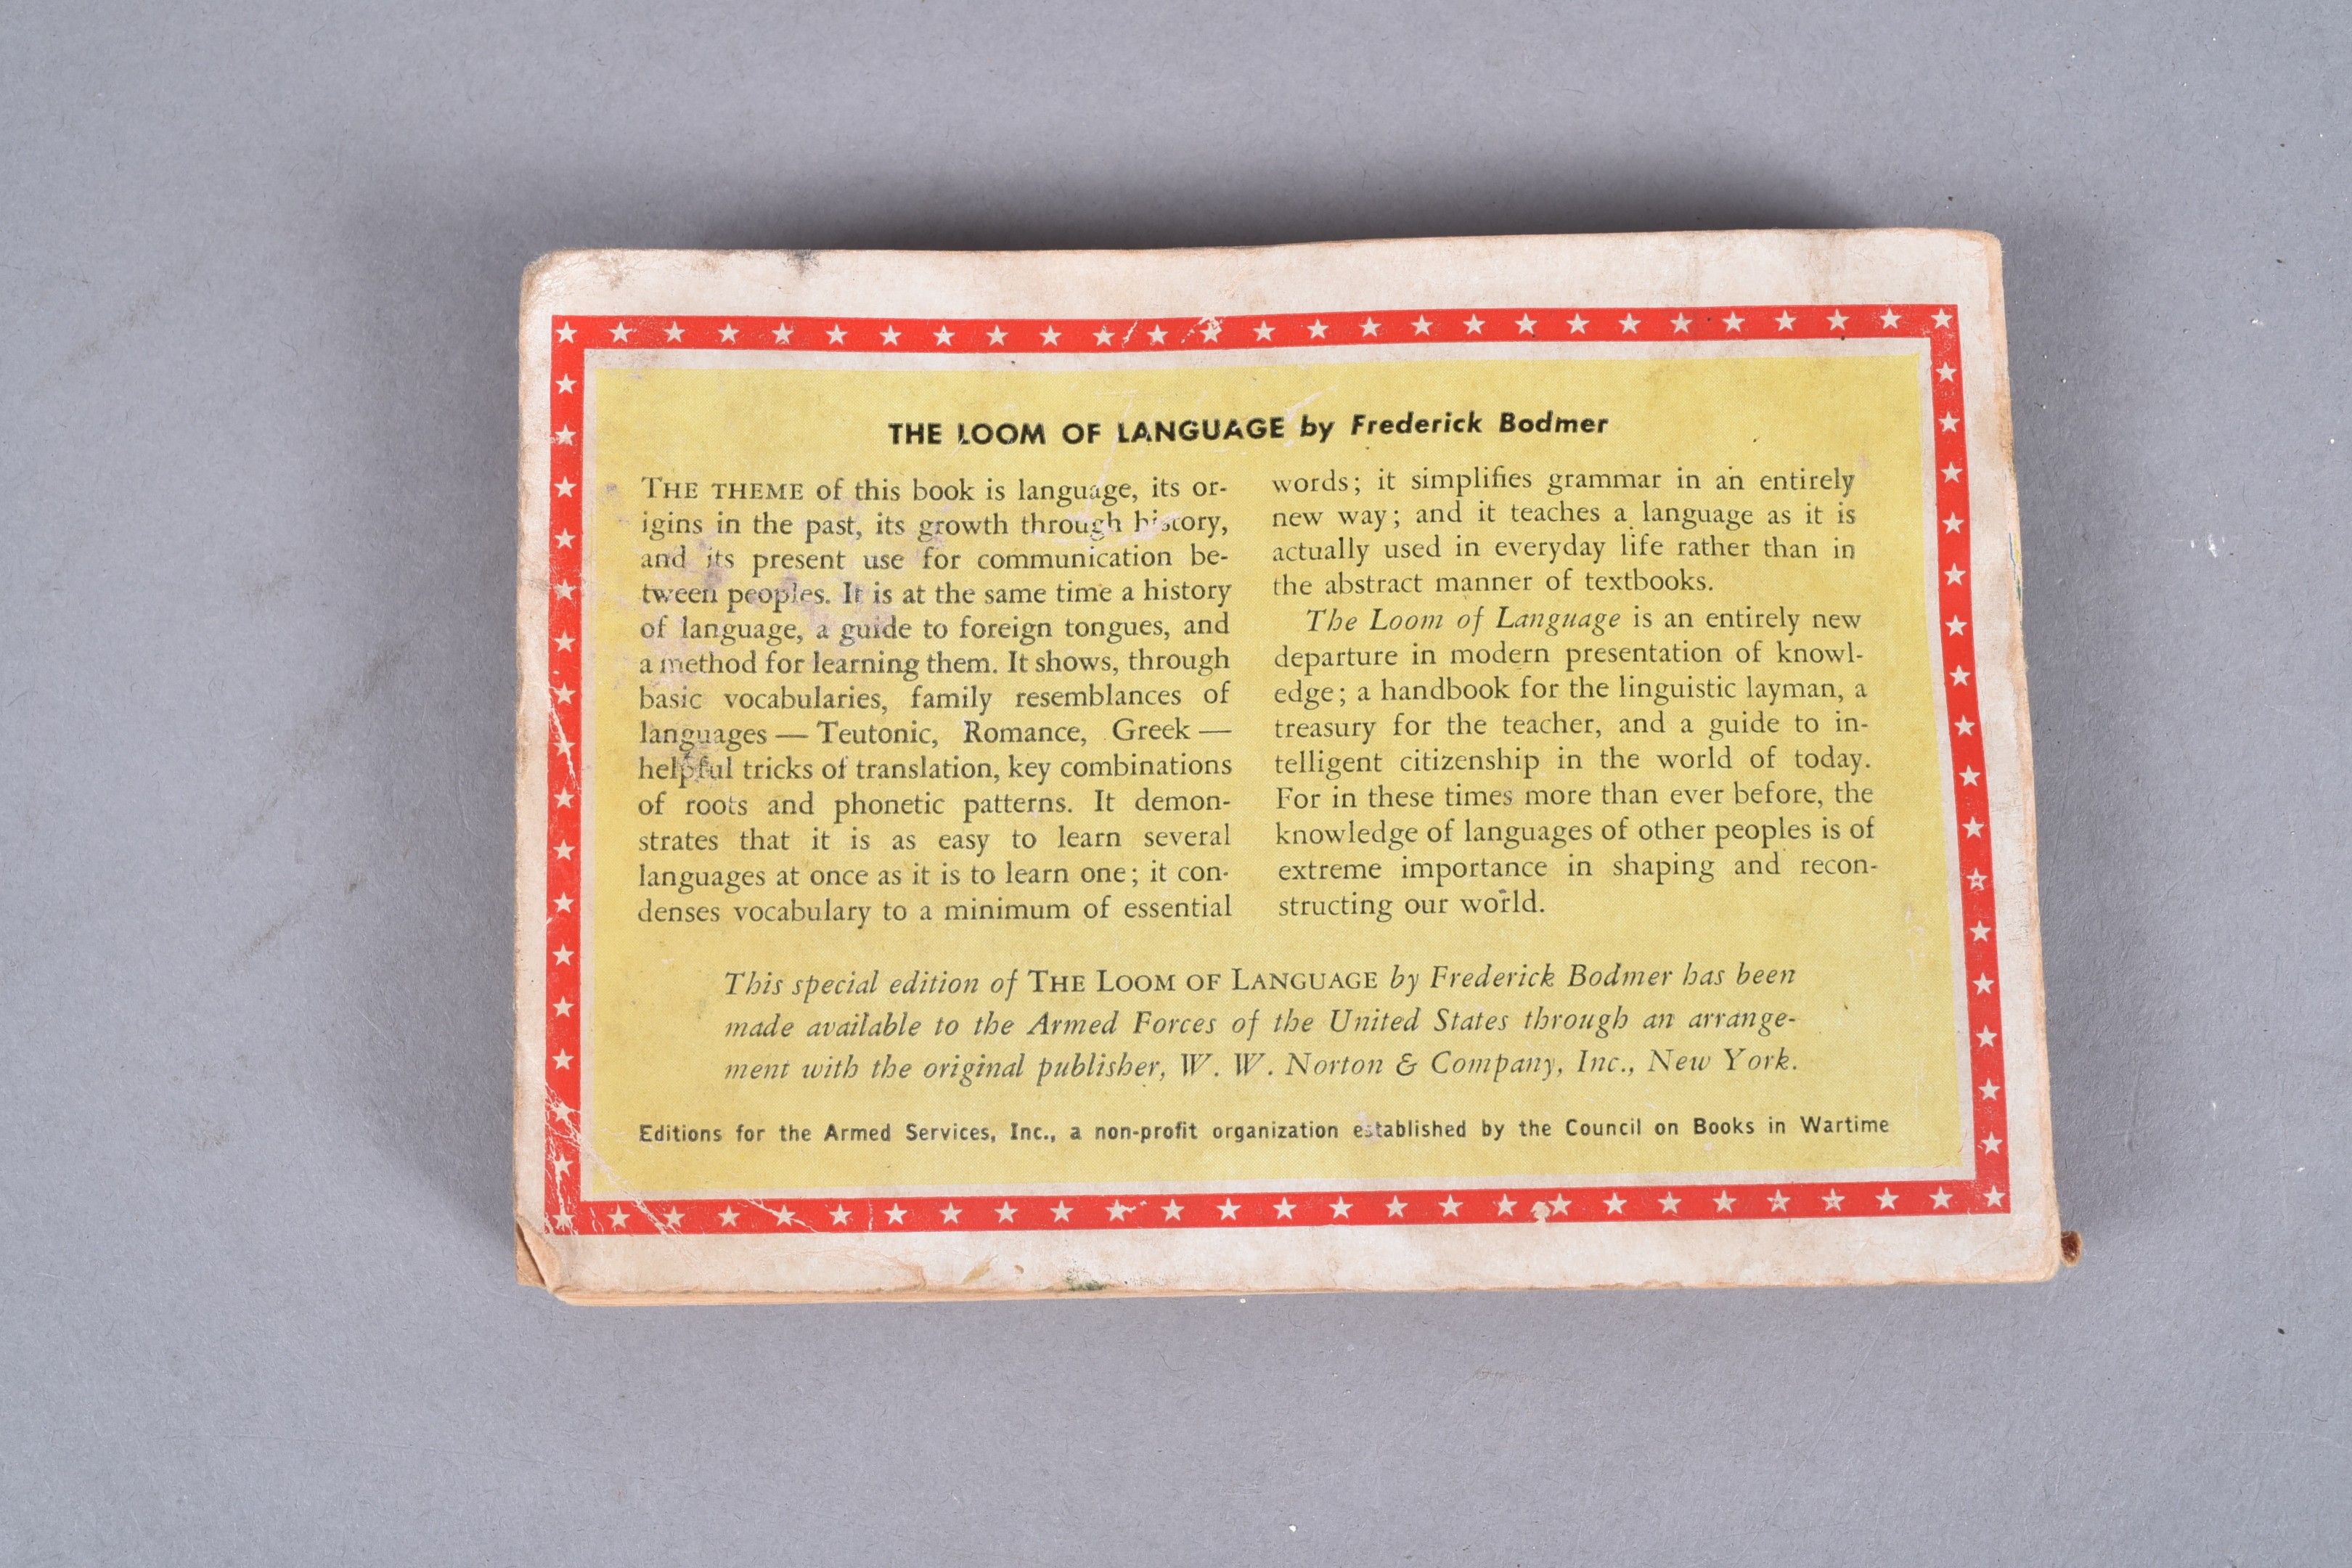 THE LOOM OF LANGUAGE by Frederick Bodmer
THE THEME of this book is language, its or-
igins in the past, its growth through history,
and its present use for communication be-
tween peoples. It is at the same time a history
of language, a guide to foreign tongues, and
a method for learning them. It shows, through
basic vocabularies, family resemblances of
languages — Teutonic, Romance, Greek —
helpful tricks of translation, key combinations
of roots and phonetic patterns. It demon-
strates that it is as easy to learn several
languages at once as it is to learn one; it con-
denses vocabulary to a minimum of essential
words; it simplifies grammar in an entirely
new way; and it teaches a language as it is
actually used in everyday life rather than in
the abstract manner of textbooks.
The Loom of Language is an entirely new
departure in modern presentation of knowl-
edge; a handbook for the linguistic layman, a
treasury for the teacher, and a guide to in-
telligent citizenship in the world of today.
For in these times more than ever before, the
knowledge of languages of other peoples is of
extreme importance in shaping and recon-
structing our world.
This special edition of THE LOOM OF LANGUAGE by Frederick Bodmer has been
made available to the Armed Forces of the United States through an arrange-
ment with the original publisher, W. W. Norton & Company, Inc., New York.
Editions for the Armed Services, Inc., a non-profit organization established by the Council on Books in Wartime